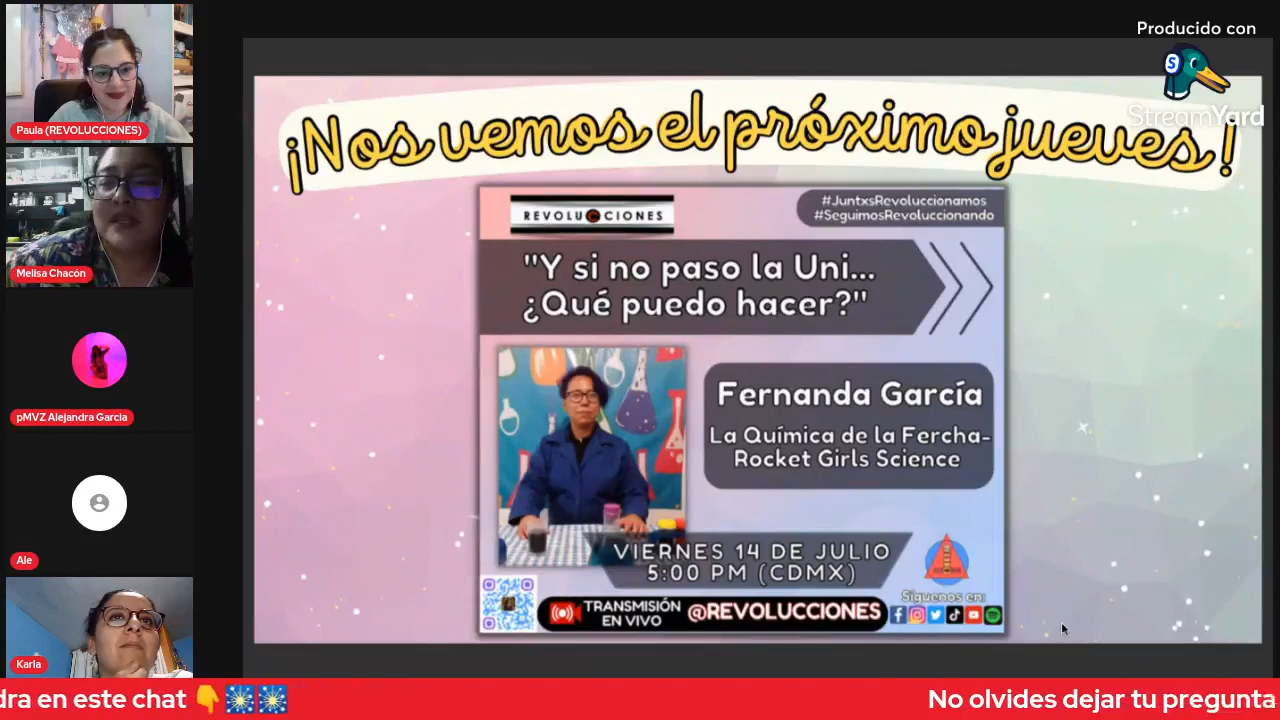 Producido con
StreamYard
Paula (REVOLUCCIONES)
Melisa Chacón
pMVZ Alejandra Garcia
Ale
Karla
¡Nos vemos el próximo jueves!
REVOLUCCIONES
#JuntxsRevoluccionamos
#SeguimosRevoluccionando
"Y si no paso la Uni...
¿Qué puedo hacer?"
Fernanda García
La Química de la Fercha-
Rocket Girls Science
VIERNES 14 DE JULIO
5:00 PM (CDMX)
Síguenos en:
TRANSMISIÓN
EN VIVO
@REVOLUCCIONES
dra en este chat 👇🎇🎇
No olvides dejar tu pregunta